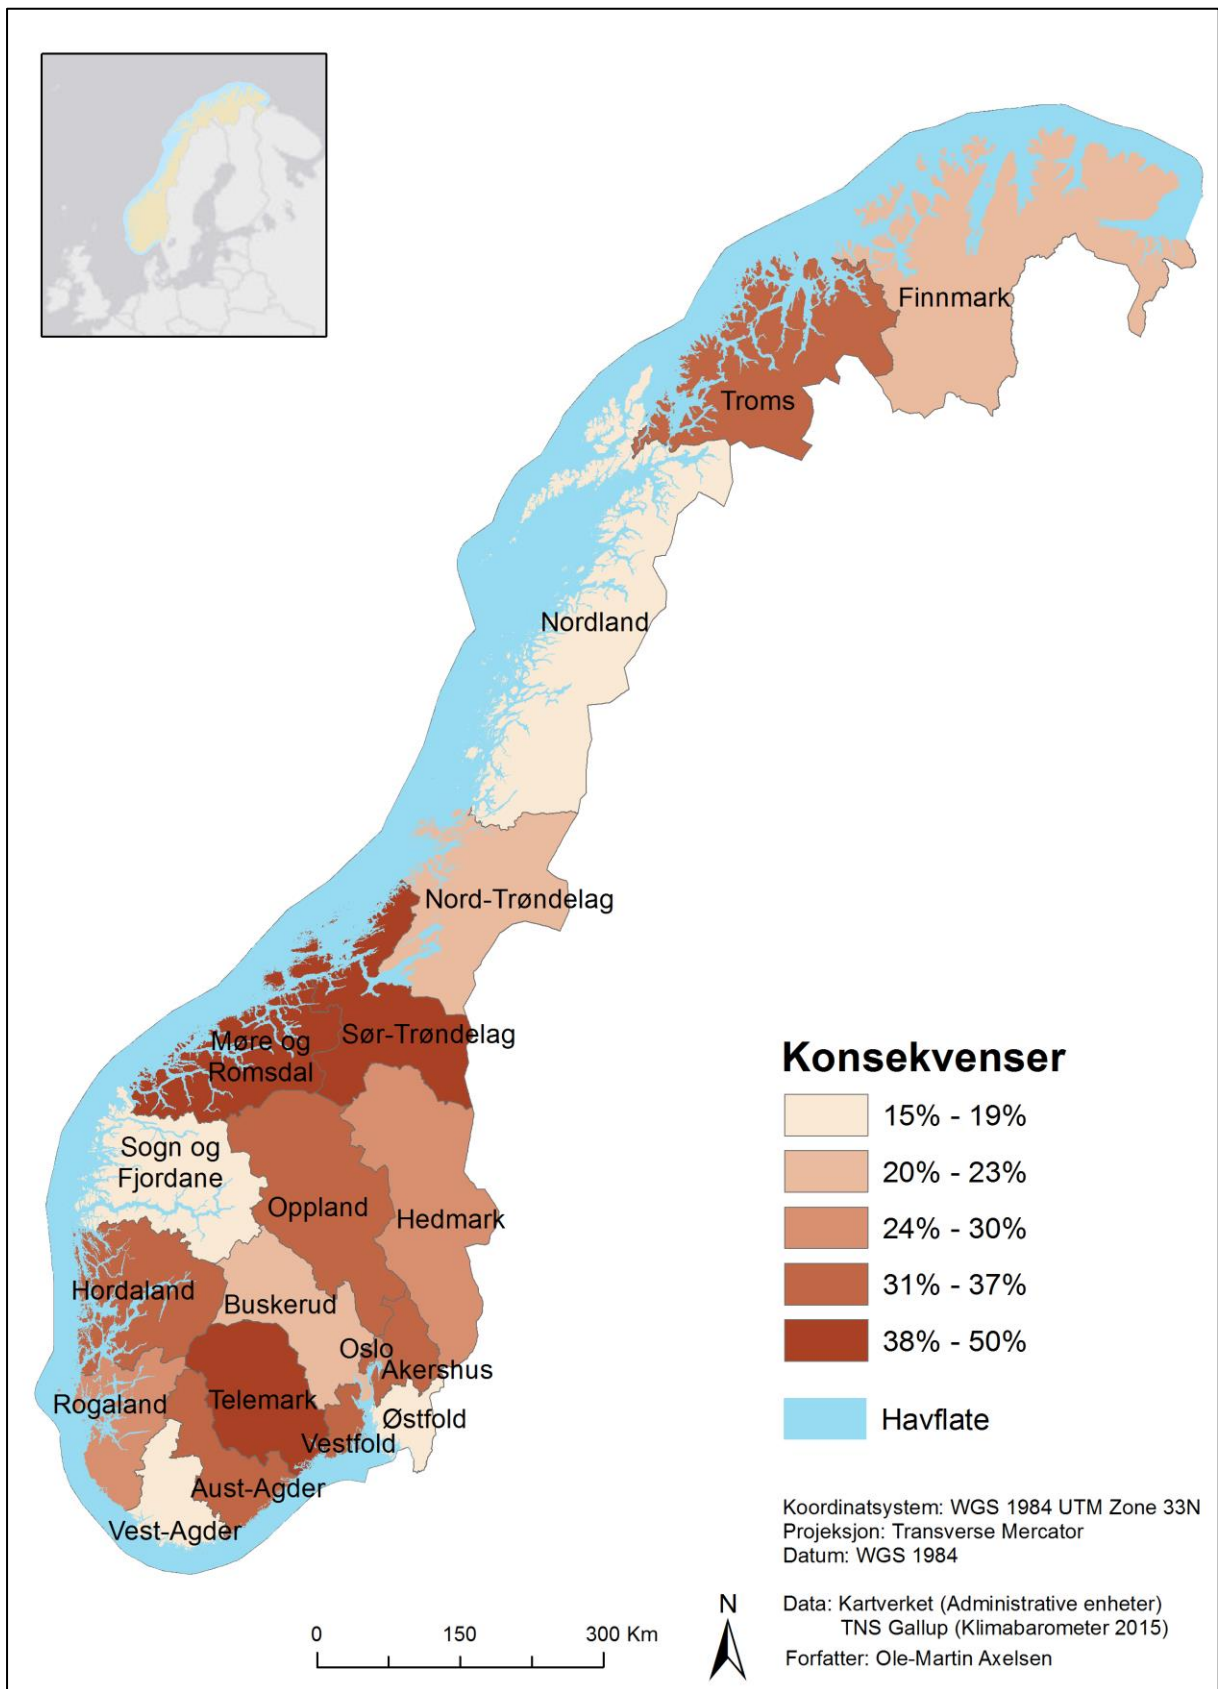 Finnmark
Troms
Nordland
Nord-Trøndelag
Sør-Trøndelag
Møre og
Romsdal
Sogn og
Fjordane
Oppland
Hedmark
Hordaland
Buskerud
Oslo
Akershus
Rogaland
Telemark
Østfold
Vestfold
Aust-Agder
Vest-Agder
Konsekvenser
15% - 19%
20% - 23%
24% - 30%
31% - 37%
38% - 50%
Havflate
Koordinatsystem: WGS 1984 UTM Zone 33N
Projeksjon: Transverse Mercator
Datum: WGS 1984
Data: Kartverket (Administrative enheter)
TNS Gallup (Klimabarometer 2015)
Forfatter: Ole-Martin Axelsen
N
0 150 300 Km